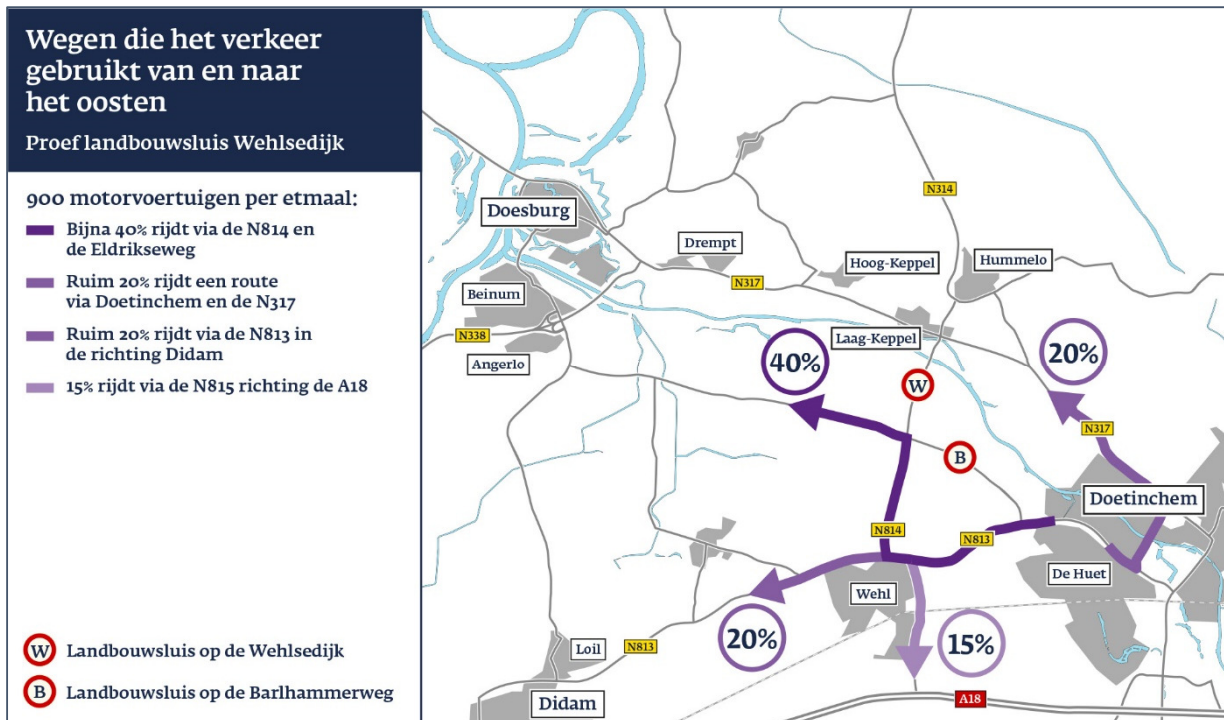 Wegen die het verkeer
gebruikt van en naar
het oosten
Proef landbouwsluis Wehlsedijk
900 motorvoertuigen per etmaal:
Bijna 40% rijdt via de N814 en
de Eldrikseweg
Ruim 20% rijdt een route
via Doetinchem en de N317
Ruim 20% rijdt via de N813 in
de richting Didam
15% rijdt via de N815 richting de A18
W Landbouwsluis op de Wehlsedijk
B Landbouwsluis op de Barlhammerweg
N314
Doesburg
Drempt
Hoog-Keppel
Hummelo
N317
Beinum
N338
Laag-Keppel
Angerlo
40%
20%
W
N317
B
Doetinchem
N814
N813
De Huet
Wehl
20%
15%
Loil
N813
Didam
A18